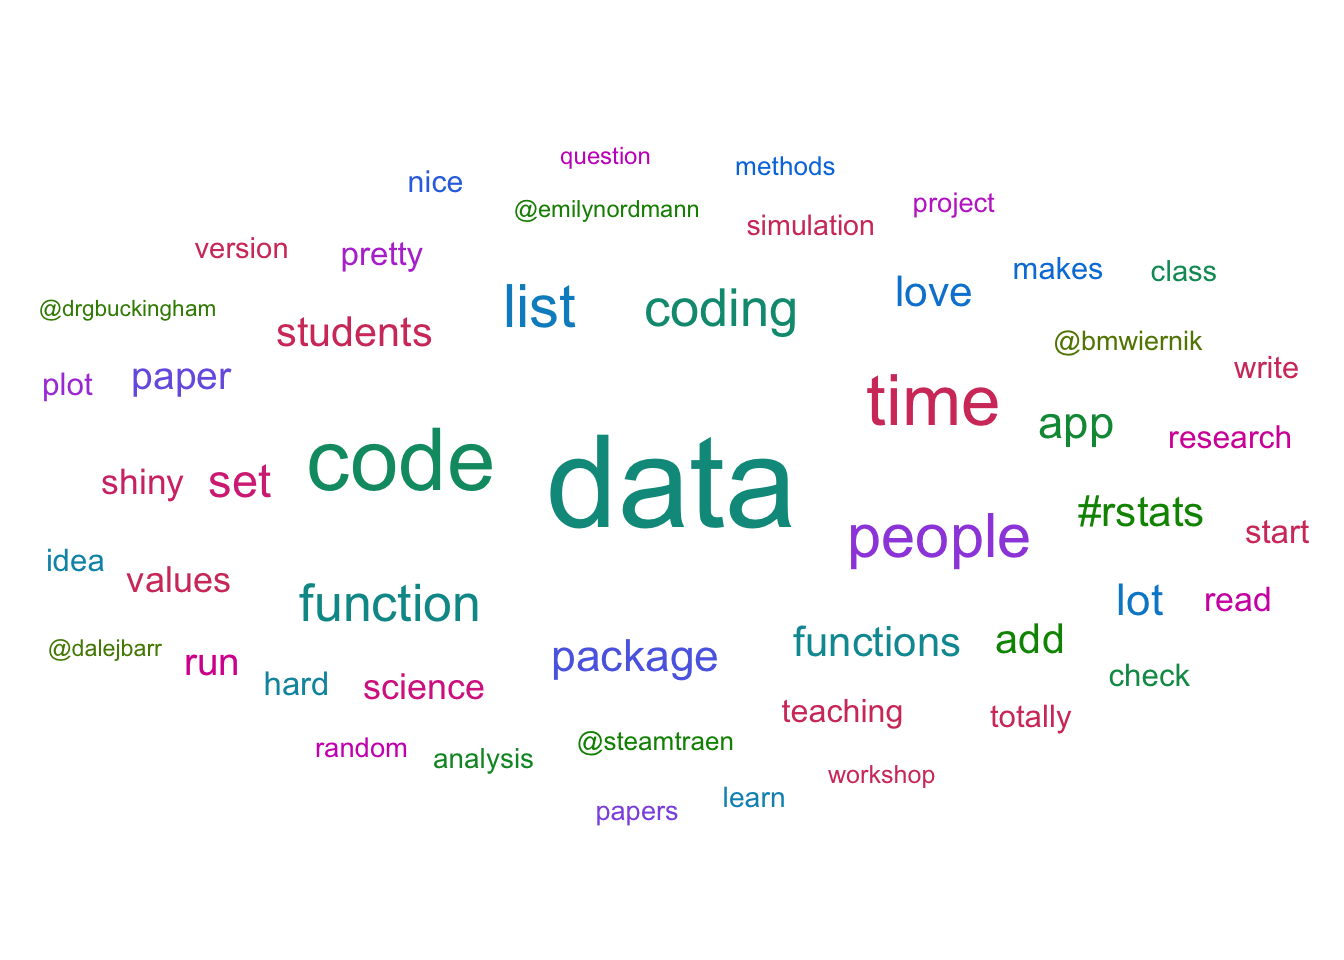 question
methods
nice
@emilynordmann
project
simulation
version
pretty
makes
class
love
list
coding
@drgbuckingham
students
@bmwiernik
write
paper
plot
time
app
research
code
data
shiny
set
#rstats
start
people
idea
values
function
lot
read
functions
add
@dalejbarr
run
package
check
hard
science
teaching
totally
random
analysis
@steamtraen
workshop
learn
papers